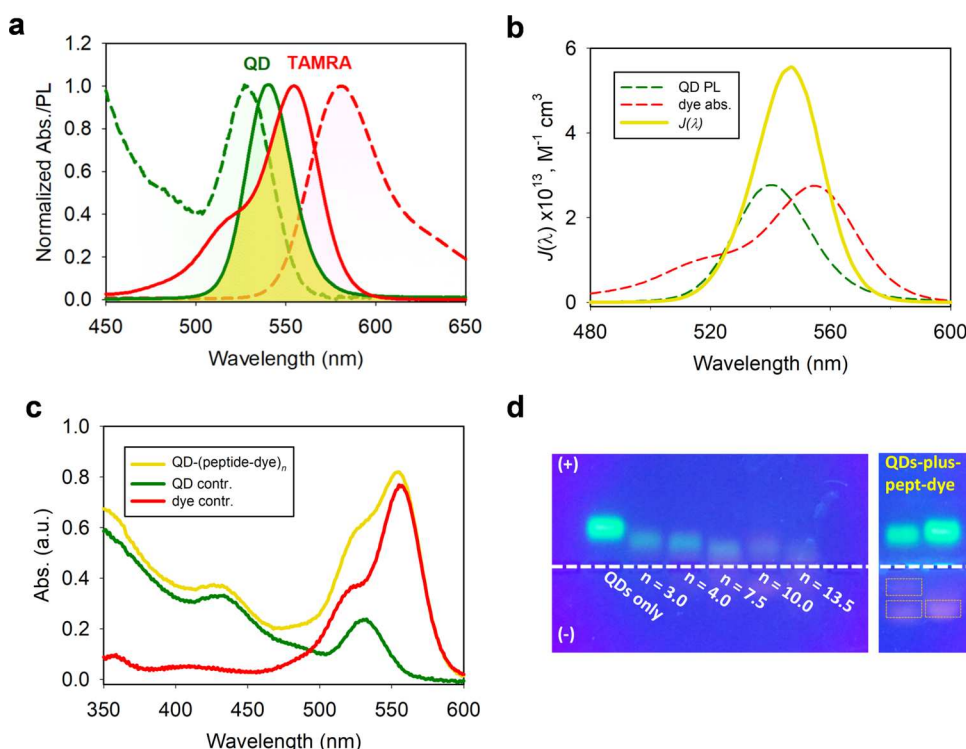 a
QD TAMRA
Normalized Abs./PL
1.2
1.0
0.8
0.6
0.4
0.2
0.0
450 500 550 600 650
Wavelength (nm)
b
J(λ) x10¹³, M⁻¹ cm³
6
4
2
0
QD PL
dye abs.
J(λ)
480 520 560 600
Wavelength (nm)
c
Abs. (a.u.)
1.0
0.8
0.6
0.4
0.2
0.0
QD-(peptide-dye)ₙ
QD contr.
dye contr.
350 400 450 500 550 600
Wavelength (nm)
d
(+)
QDs only
n = 3.0
n = 4.0
n = 7.5
n = 10.0
n = 13.5
(-)
QDs-plus-
pept-dye